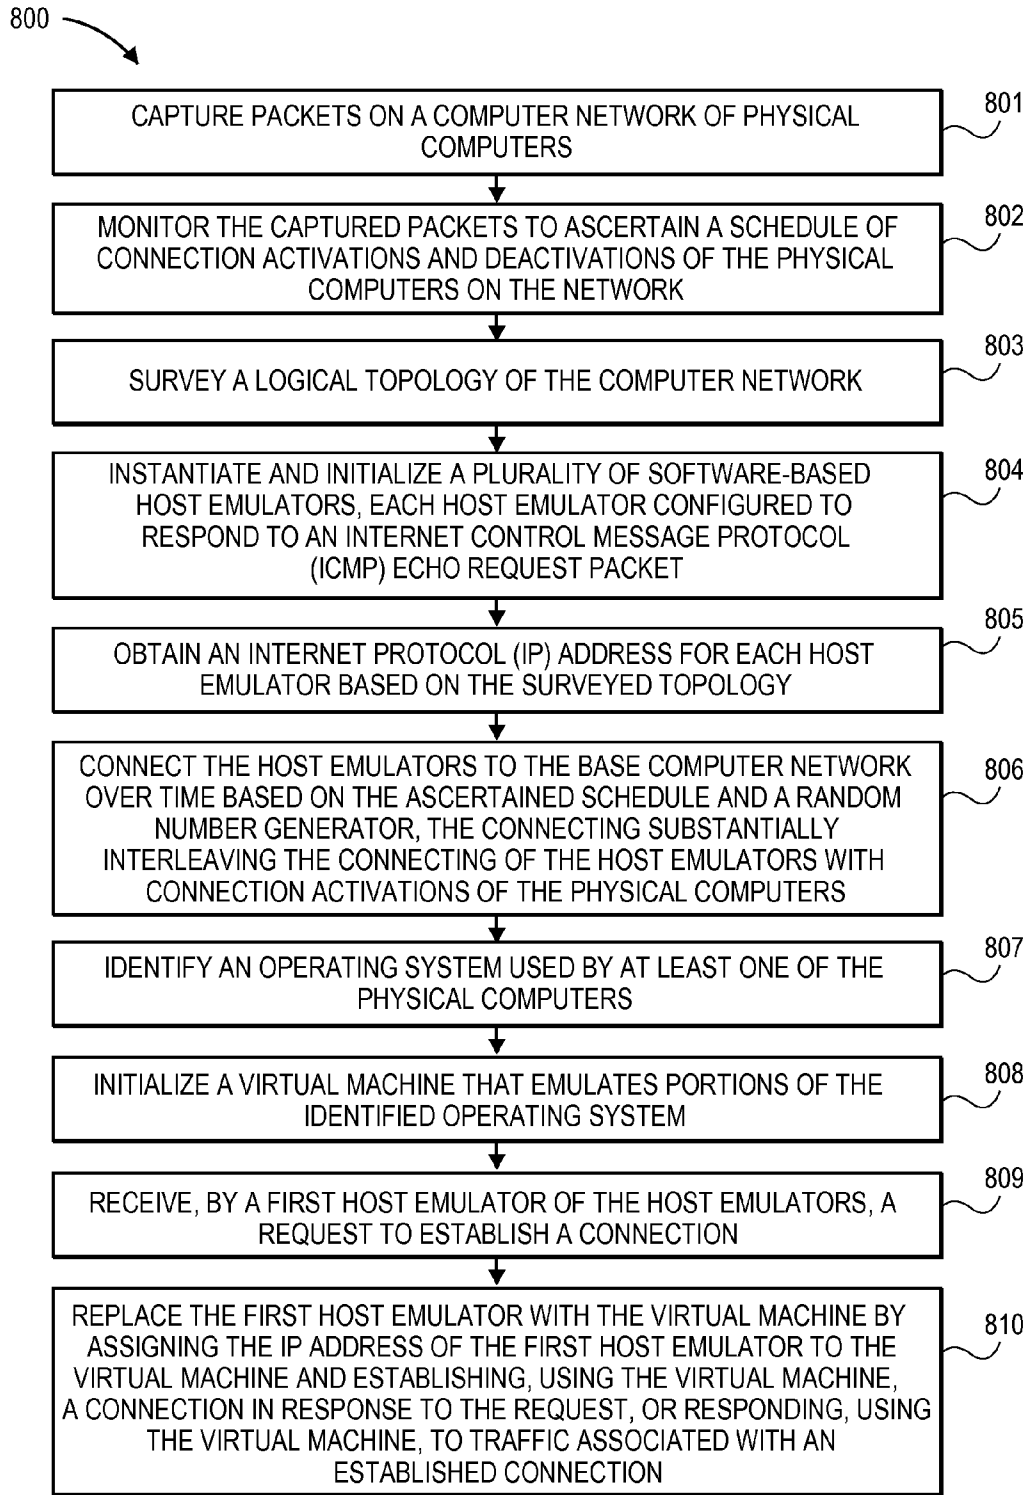 800
CAPTURE PACKETS ON A COMPUTER NETWORK OF PHYSICAL
COMPUTERS
801
MONITOR THE CAPTURED PACKETS TO ASCERTAIN A SCHEDULE OF
CONNECTION ACTIVATIONS AND DEACTIVATIONS OF THE PHYSICAL
COMPUTERS ON THE NETWORK
802
SURVEY A LOGICAL TOPOLOGY OF THE COMPUTER NETWORK
803
INSTANTIATE AND INITIALIZE A PLURALITY OF SOFTWARE-BASED
HOST EMULATORS, EACH HOST EMULATOR CONFIGURED TO
RESPOND TO AN INTERNET CONTROL MESSAGE PROTOCOL
(ICMP) ECHO REQUEST PACKET
804
OBTAIN AN INTERNET PROTOCOL (IP) ADDRESS FOR EACH HOST
EMULATOR BASED ON THE SURVEYED TOPOLOGY
805
CONNECT THE HOST EMULATORS TO THE BASE COMPUTER NETWORK
OVER TIME BASED ON THE ASCERTAINED SCHEDULE AND A RANDOM
NUMBER GENERATOR, THE CONNECTING SUBSTANTIALLY
INTERLEAVING THE CONNECTING OF THE HOST EMULATORS WITH
CONNECTION ACTIVATIONS OF THE PHYSICAL COMPUTERS
806
IDENTIFY AN OPERATING SYSTEM USED BY AT LEAST ONE OF THE
PHYSICAL COMPUTERS
807
INITIALIZE A VIRTUAL MACHINE THAT EMULATES PORTIONS OF THE
IDENTIFIED OPERATING SYSTEM
808
RECEIVE, BY A FIRST HOST EMULATOR OF THE HOST EMULATORS, A
REQUEST TO ESTABLISH A CONNECTION
809
REPLACE THE FIRST HOST EMULATOR WITH THE VIRTUAL MACHINE BY
ASSIGNING THE IP ADDRESS OF THE FIRST HOST EMULATOR TO THE
VIRTUAL MACHINE AND ESTABLISHING, USING THE VIRTUAL MACHINE,
A CONNECTION IN RESPONSE TO THE REQUEST, OR RESPONDING, USING
THE VIRTUAL MACHINE, TO TRAFFIC ASSOCIATED WITH AN
ESTABLISHED CONNECTION
810